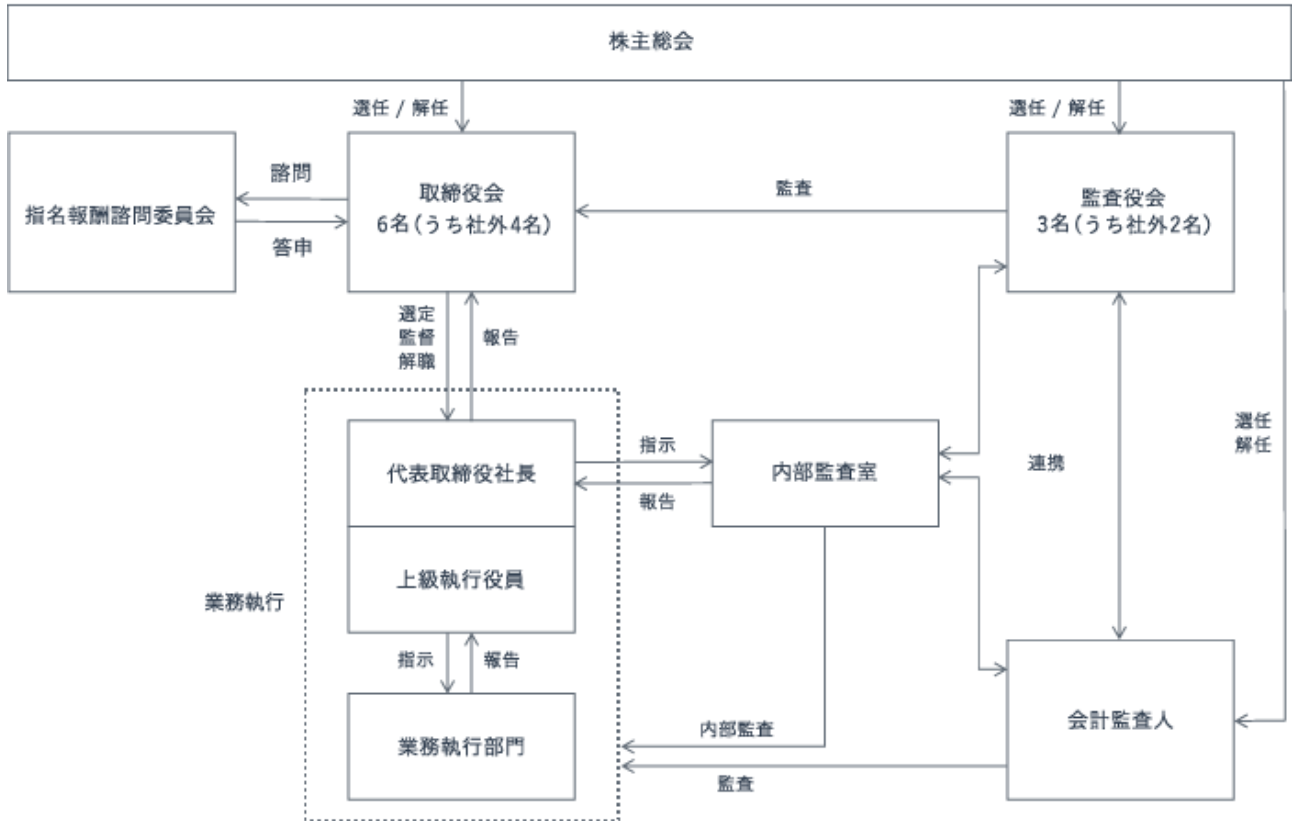 株主総会
選任 / 解任
選任 / 解任
指名報酬諮問委員会
諮問
答申
取締役会
6名(うち社外4名)
監査
監査役会
3名(うち社外2名)
選定
監督
解職
報告
代表取締役社長
指示
報告
内部監査室
連携
選任
解任
上級執行役員
業務執行
指示
報告
業務執行部門
内部監査
監査
会計監査人